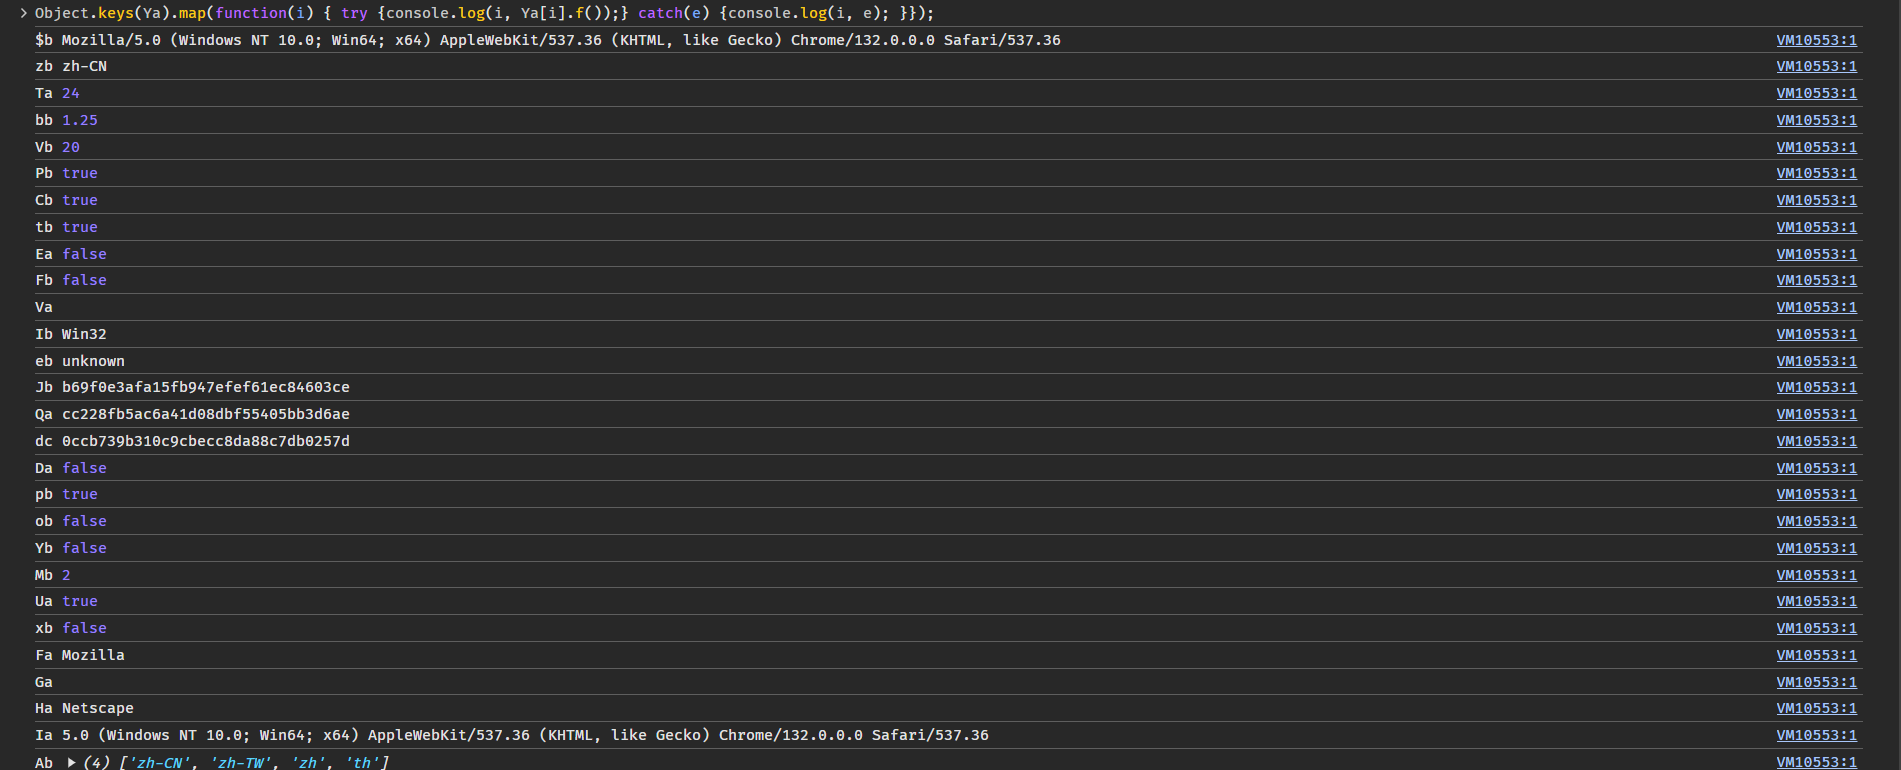 > Object.keys(Ya).map(function(i) { try {console.log(i, Ya[i].f());} catch(e) {console.log(i, e); }});
$b Mozilla/5.0 (Windows NT 10.0; Win64; x64) AppleWebKit/537.36 (KHTML, like Gecko) Chrome/132.0.0.0 Safari/537.36 VM10553:1
zb zh-CN VM10553:1
Ta 24 VM10553:1
bb 1.25 VM10553:1
Vb 20 VM10553:1
Pb true VM10553:1
Cb true VM10553:1
tb true VM10553:1
Ea false VM10553:1
Fb false VM10553:1
Va VM10553:1
Ib Win32 VM10553:1
eb unknown VM10553:1
Jb b69f0e3afa15fb947efef61ec84603ce VM10553:1
Qa cc228fb5ac6a41d08dbf55405bb3d6ae VM10553:1
dc 0ccb739b310c9cbecc8da88c7db0257d VM10553:1
Da false VM10553:1
pb true VM10553:1
ob false VM10553:1
Yb false VM10553:1
Mb 2 VM10553:1
Ua true VM10553:1
xb false VM10553:1
Fa Mozilla VM10553:1
Ga VM10553:1
Ha Netscape VM10553:1
Ia 5.0 (Windows NT 10.0; Win64; x64) AppleWebKit/537.36 (KHTML, like Gecko) Chrome/132.0.0.0 Safari/537.36 VM10553:1
Ab ▶ (4) ['zh-CN', 'zh-TW', 'zh', 'th'] VM10553:1